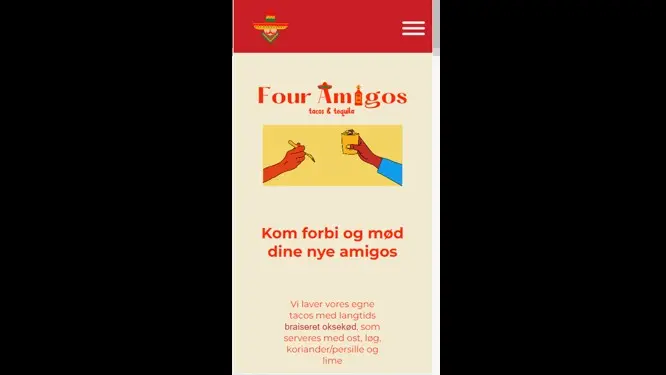 Four Amigos
tacos & tequila
Kom forbi og mød
dine nye amigos
Vi laver vores egne
tacos med langtids
braiseret oksekød, som
serveres med ost, løg,
koriander/persille og
lime